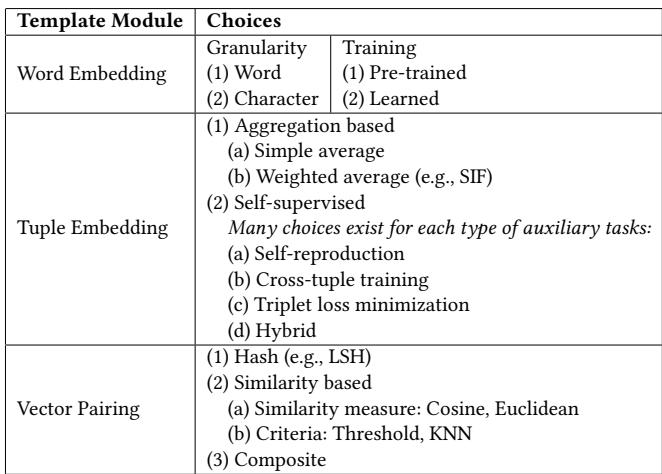 Template Module Choices
Granularity Training
Word Embedding (1) Word (1) Pre-trained
(2) Character (2) Learned
(1) Aggregation based
(a) Simple average
(b) Weighted average (e.g., SIF)
(2) Self-supervised
Tuple Embedding Many choices exist for each type of auxiliary tasks:
(a) Self-reproduction
(b) Cross-tuple training
(c) Triplet loss minimization
(d) Hybrid
(1) Hash (e.g., LSH)
(2) Similarity based
Vector Pairing (a) Similarity measure: Cosine, Euclidean
(b) Criteria: Threshold, KNN
(3) Composite